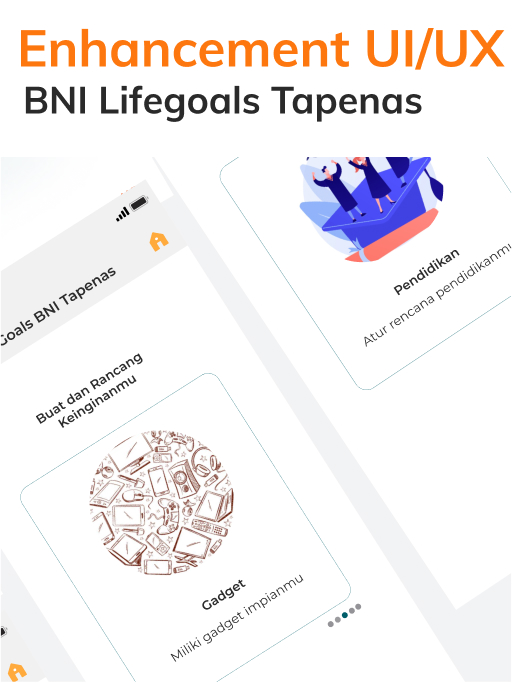 Enhancement UI/UX
BNI Lifegoals Tapenas
Pendidikan
Atur rencana pendidikanmu
Goals BNI Tapenas
Buat dan Rancang
Keinginanmu
Gadget
Miliki gadget impianmu